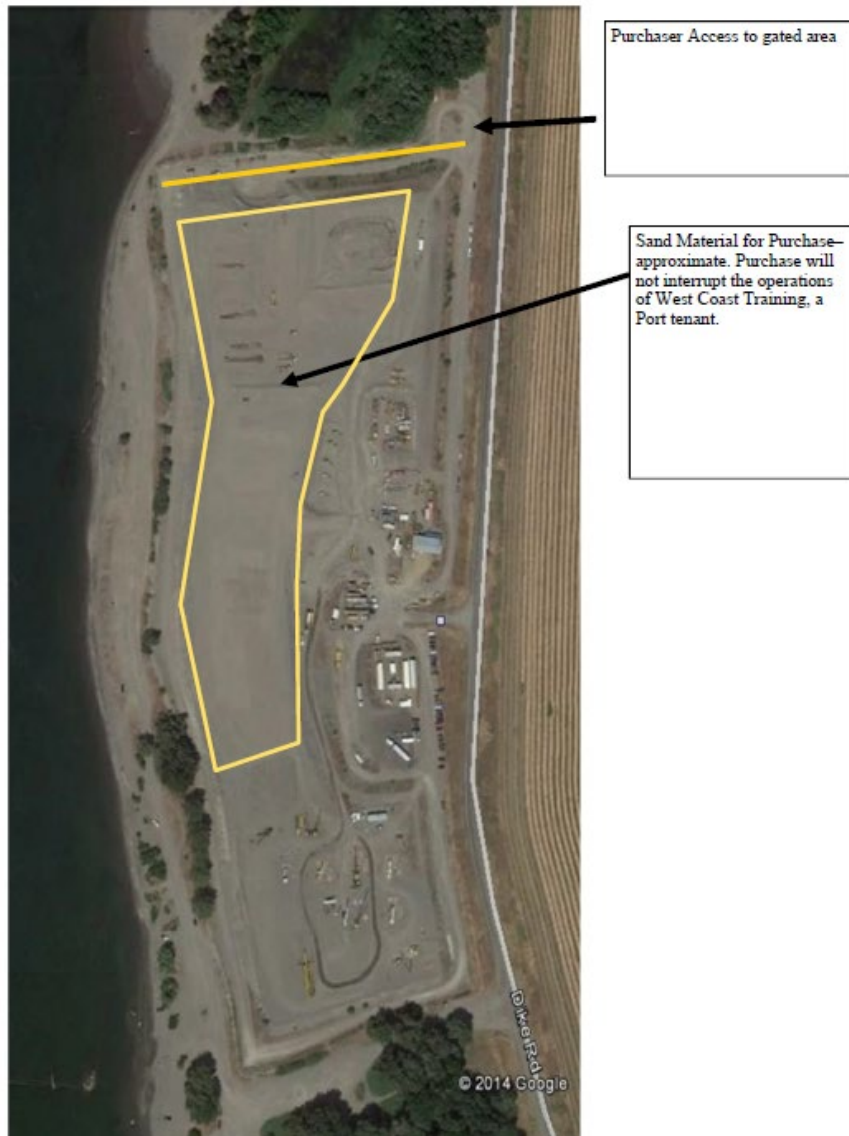 Purchaser Access to gated area
Sand Material for Purchase–
approximate. Purchase will
not interrupt the operations
of West Coast Training, a
Port tenant.
Dike Rd
© 2014 Google